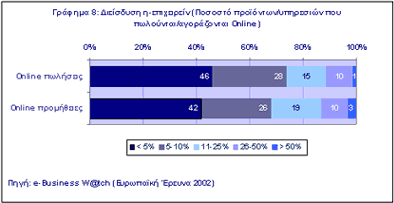 Γράφημα 8: Διείσδυση η-επιχειρείν (Ποσοστό προϊόντων/υπηρεσιών που
πωλούνται/αγοράζονται Online)
0% 20% 40% 60% 80% 100%
Online πωλήσεις 46 28 15 10 1
Online προμήθειες 42 26 19 10 3
< 5% 5-10% 11-25% 26-50% > 50%
Πηγή: e-Business W@tch (Ευρωπαϊκή Έρευνα 2002)